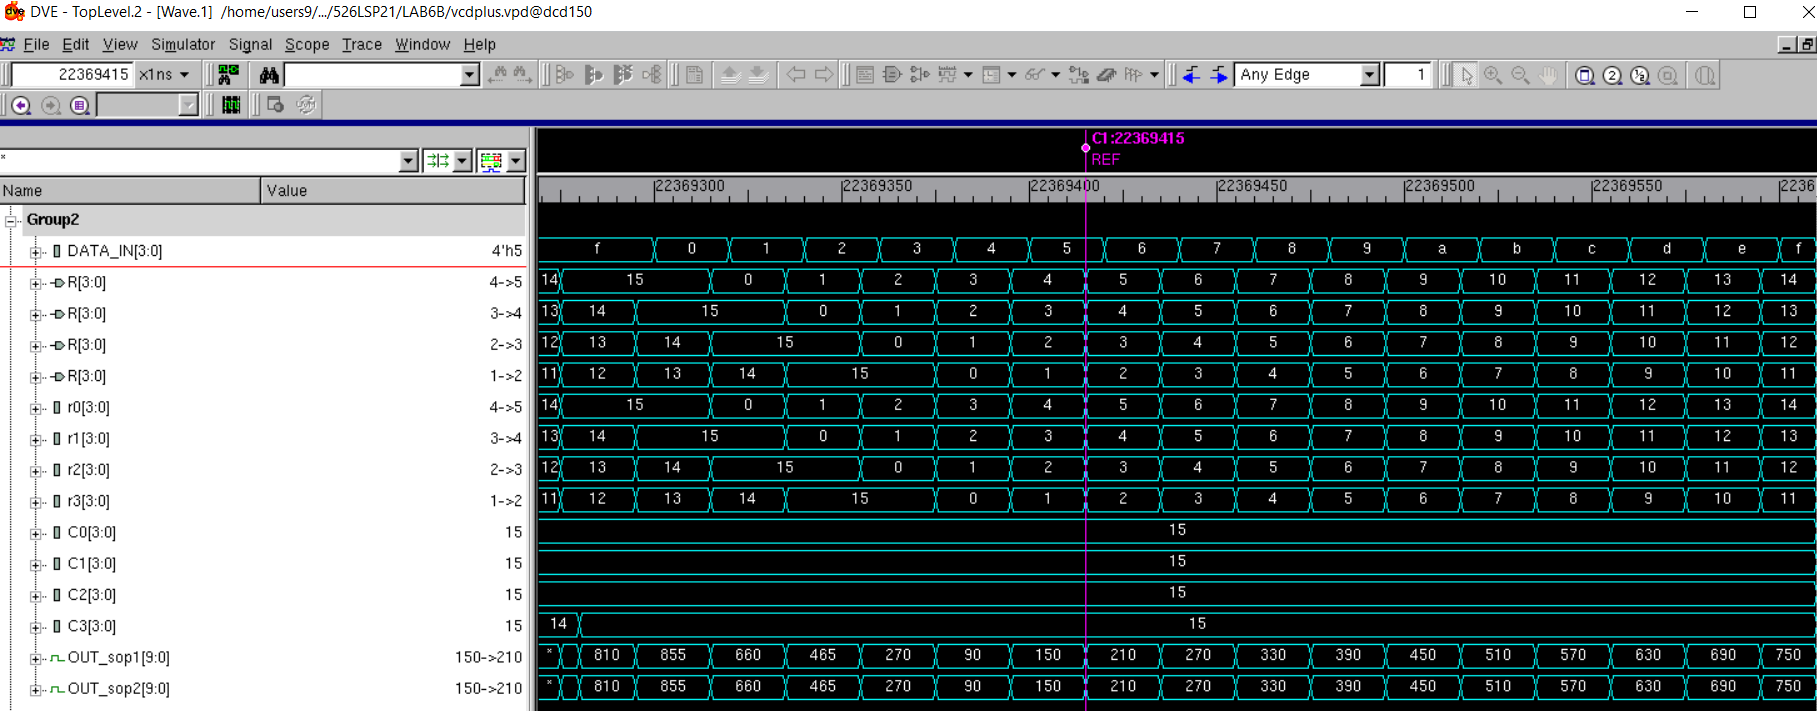 DVE - TopLevel.2 - [Wave.1] /home/users9/.../526LSP21/LAB6B/vcdplus.vpd@dcd150
File Edit View Simulator Signal Scope Trace Window Help
22369415 x1ns Any Edge 1
C1:22369415
REF
*
Name Value
22369300 22369350 22369400 22369450 22369500 22369550 2236
Group2
DATA_IN[3:0] 4'h5 f 0 1 2 3 4 5 6 7 8 9 a b c d e f
R[3:0] 4->5 14 15 0 1 2 3 4 5 6 7 8 9 10 11 12 13 14
R[3:0] 3->4 13 14 15 0 1 2 3 4 5 6 7 8 9 10 11 12 13
R[3:0] 2->3 12 13 14 15 0 1 2 3 4 5 6 7 8 9 10 11 12
R[3:0] 1->2 11 12 13 14 15 0 1 2 3 4 5 6 7 8 9 10 11
r0[3:0] 4->5 14 15 0 1 2 3 4 5 6 7 8 9 10 11 12 13 14
r1[3:0] 3->4 13 14 15 0 1 2 3 4 5 6 7 8 9 10 11 12 13
r2[3:0] 2->3 12 13 14 15 0 1 2 3 4 5 6 7 8 9 10 11 12
r3[3:0] 1->2 11 12 13 14 15 0 1 2 3 4 5 6 7 8 9 10 11
C0[3:0] 15 15
C1[3:0] 15 15
C2[3:0] 15 15
C3[3:0] 15 14 15
OUT_sop1[9:0] 150->210 * 810 855 660 465 270 90 150 210 270 330 390 450 510 570 630 690 750
OUT_sop2[9:0] 150->210 * 810 855 660 465 270 90 150 210 270 330 390 450 510 570 630 690 750